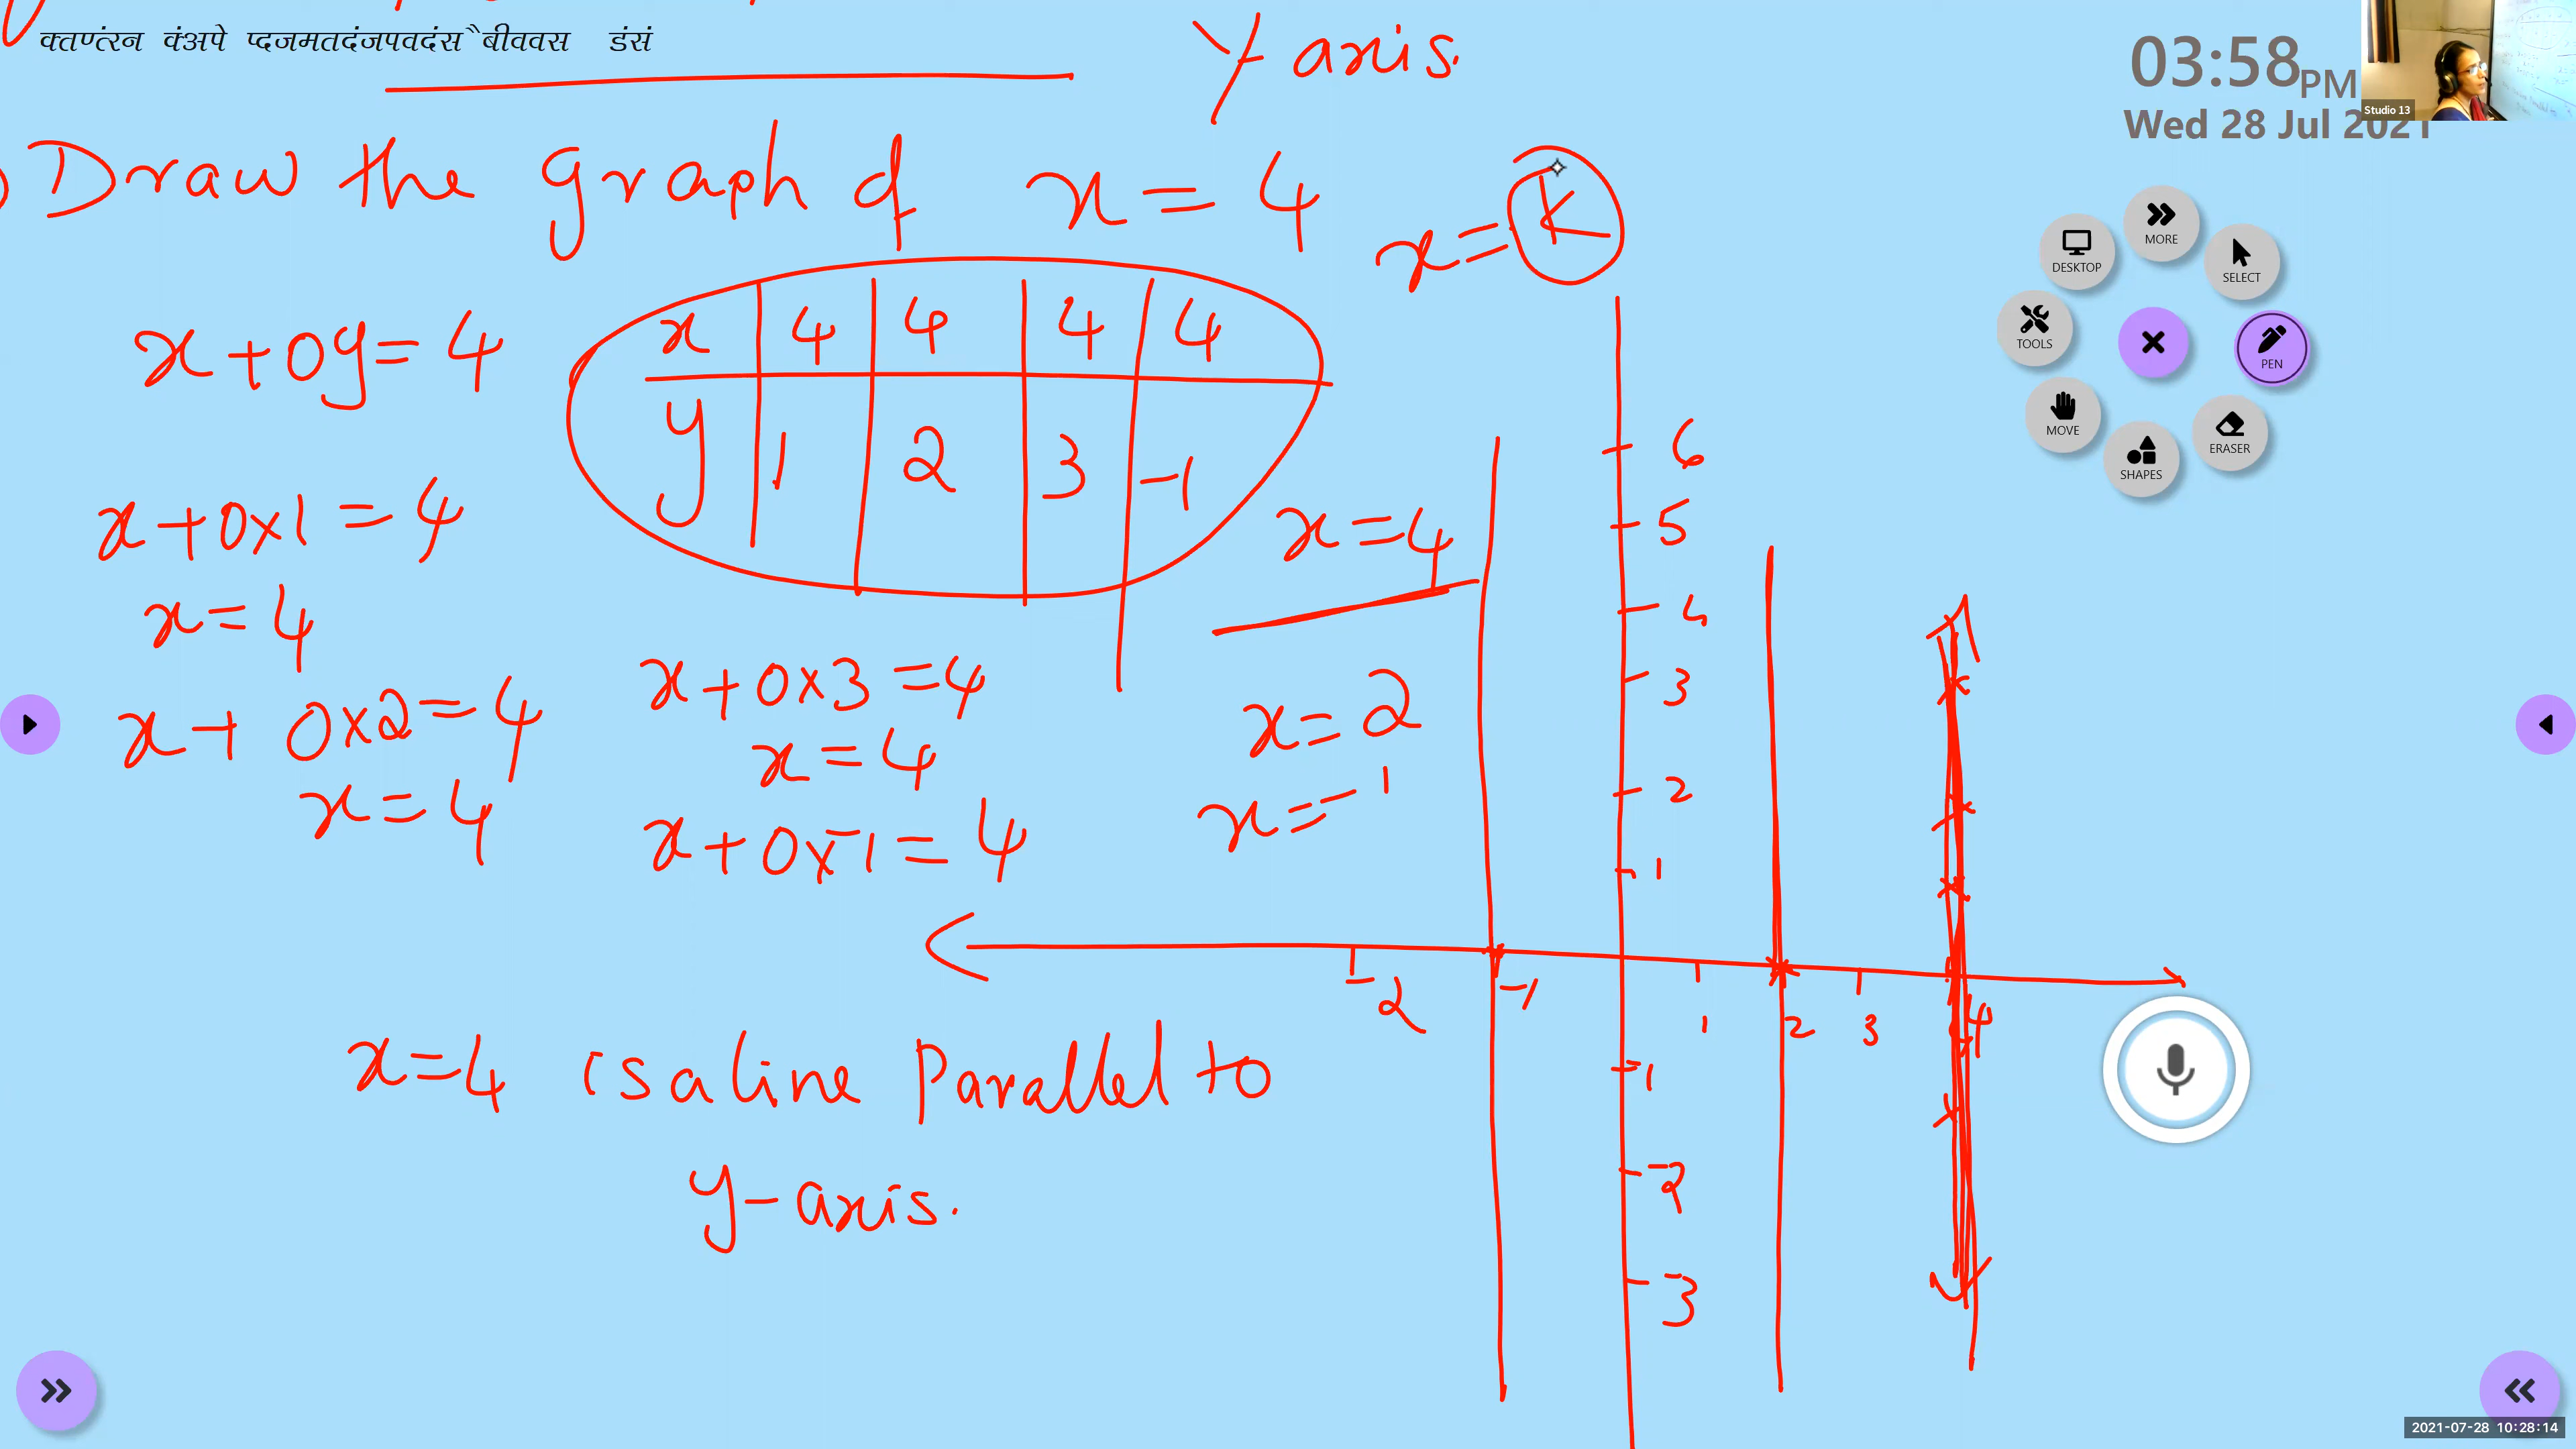 क्तण्ंरन कंअपे प्दजमतदंजपवदंस ैबीववस डंसं
Y axis.
03:58 PM
Wed 28 Jul 2021
Studio 13
Draw the graph of x = 4
x = K
x + 0y = 4
x 4 4 4 4
y 1 2 3 -1
x + 0×1 = 4
x = 4
x + 0×2 = 4
x = 4
x + 0×3 = 4
x = 4
x + 0×-1 = 4
x = 4
x = 2
x = -1
6
5
4
3
2
1
-2 -1 1 2 3 4
-1
-2
-3
x = 4 is a line Parallel to
y - axis.
MORE
DESKTOP
SELECT
TOOLS
PEN
MOVE
ERASER
SHAPES
2021-07-28 10:28:14